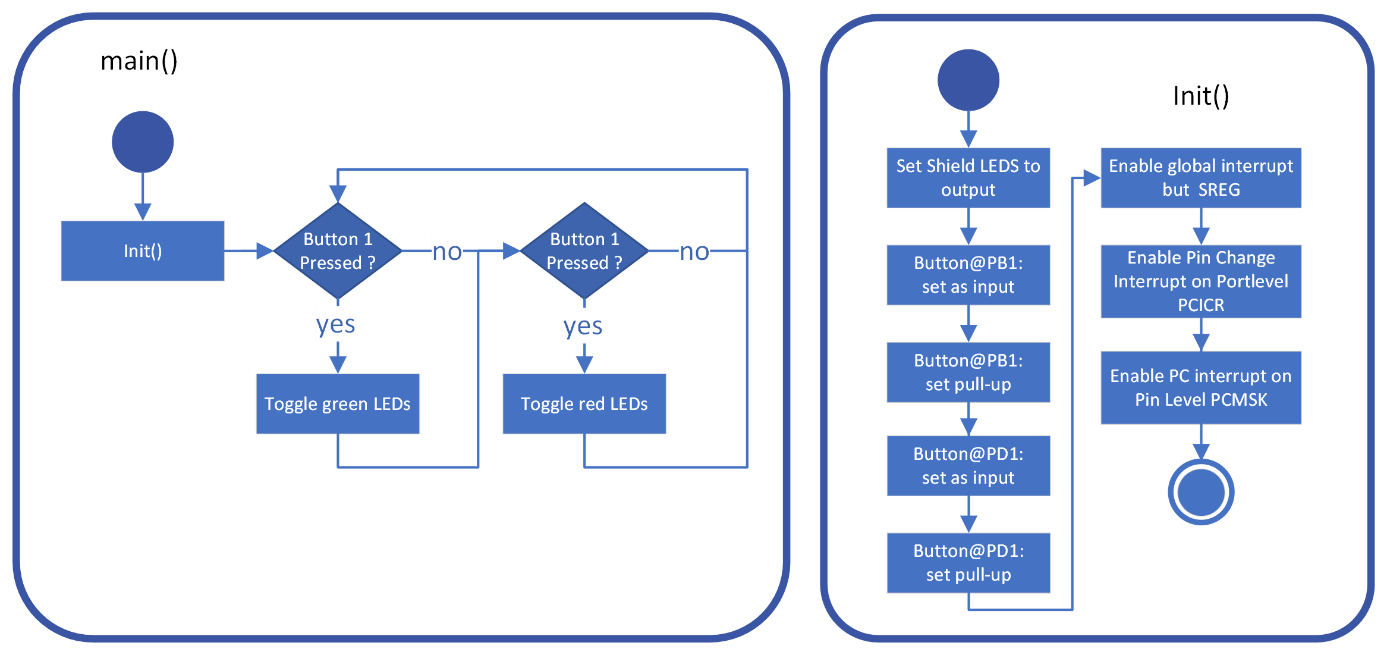 main()
Init()
Button 1
Pressed ?
no
yes
Toggle green LEDs
Button 1
Pressed ?
no
yes
Toggle red LEDs
Init()
Set Shield LEDS to
output
Button@PB1:
set as input
Button@PB1:
set pull-up
Button@PD1:
set as input
Button@PD1:
set pull-up
Enable global interrupt
but SREG
Enable Pin Change
Interrupt on Portlevel
PCICR
Enable PC interrupt on
Pin Level PCMSK